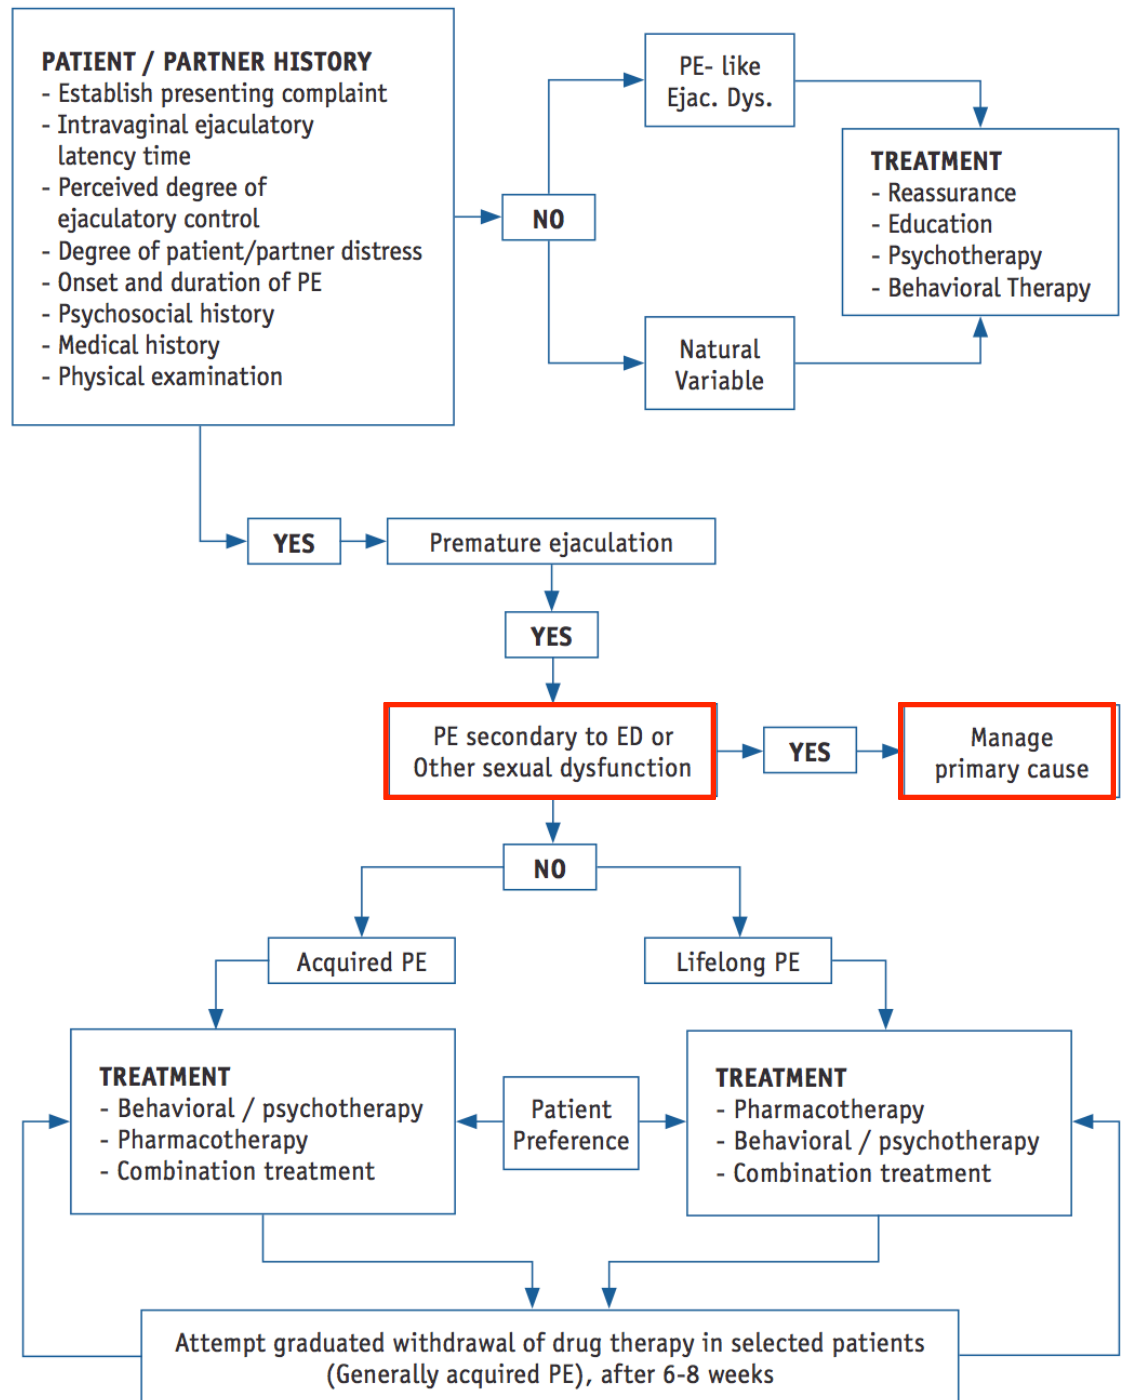 PATIENT / PARTNER HISTORY
- Establish presenting complaint
- Intravaginal ejaculatory
latency time
- Perceived degree of
ejaculatory control
- Degree of patient/partner distress
- Onset and duration of PE
- Psychosocial history
- Medical history
- Physical examination
NO
PE- like
Ejac. Dys.
Natural
Variable
TREATMENT
- Reassurance
- Education
- Psychotherapy
- Behavioral Therapy
YES
Premature ejaculation
YES
PE secondary to ED or
Other sexual dysfunction
YES
Manage
primary cause
NO
Acquired PE
Lifelong PE
TREATMENT
- Behavioral / psychotherapy
- Pharmacotherapy
- Combination treatment
Patient
Preference
TREATMENT
- Pharmacotherapy
- Behavioral / psychotherapy
- Combination treatment
Attempt graduated withdrawal of drug therapy in selected patients
(Generally acquired PE), after 6-8 weeks